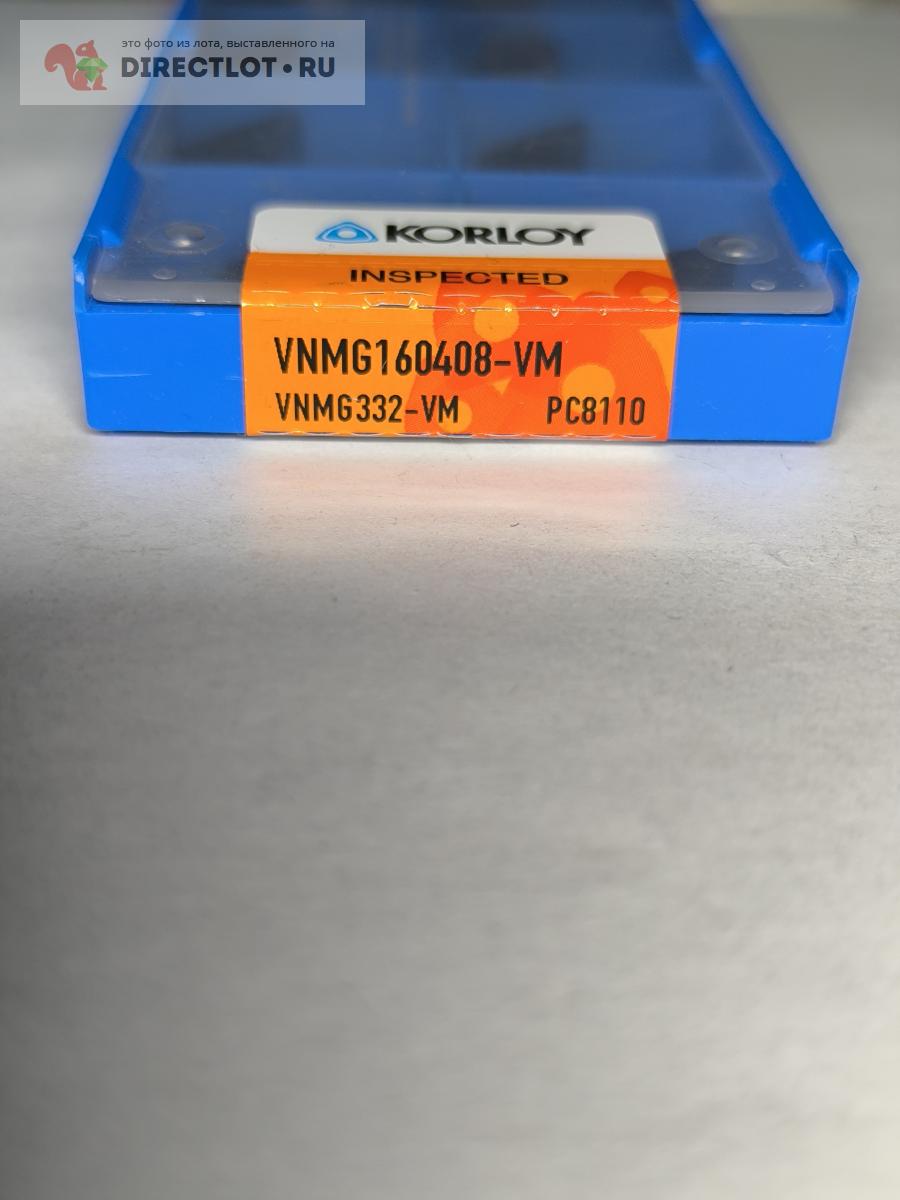 это фото из лота, выставленного на
DIRECTLOT•RU
KORLOY
INSPECTED
VNMG160408-VM
VNMG332-VM PC8110